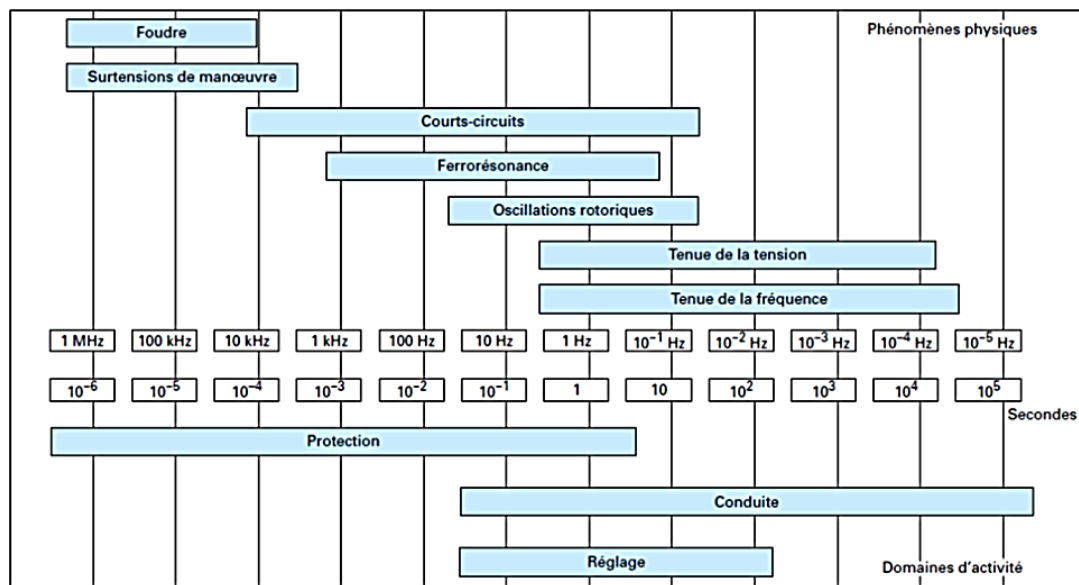 Foudre
Phénomènes physiques
Surtensions de manœuvre
Courts-circuits
Ferrorésonance
Oscillations rotoriques
Tenue de la tension
Tenue de la fréquence
1 MHz 100 kHz 10 kHz 1 kHz 100 Hz 10 Hz 1 Hz 10⁻¹ Hz 10⁻² Hz 10⁻³ Hz 10⁻⁴ Hz 10⁻⁵ Hz
10⁻⁶ 10⁻⁵ 10⁻⁴ 10⁻³ 10⁻² 10⁻¹ 1 10 10² 10³ 10⁴ 10⁵
Secondes
Protection
Conduite
Réglage
Domaines d’activité